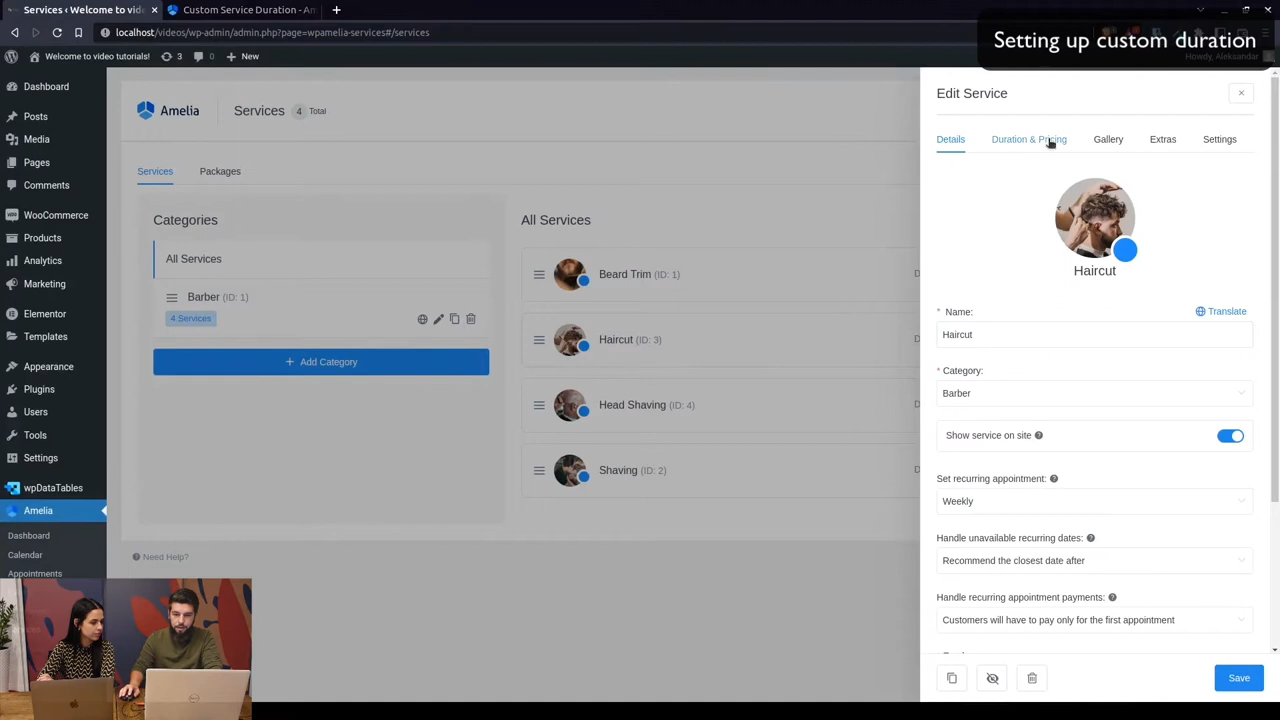 Services ‹ Welcome to vid
Custom Service Duration - Am
localhost/videos/wp-admin/admin.php?page=wpamelia-services#/services
Setting up custom duration
Welcome to video tutorials!
3
0
New
Howdy, Aleksandar
Dashboard
Posts
Media
Pages
Comments
WooCommerce
Products
Analytics
Marketing
Elementor
Templates
Appearance
Plugins
Users
Tools
Settings
wpDataTables
Amelia
Dashboard
Calendar
Appointments
Amelia
Services
4
Total
Services
Packages
Categories
All Services
Barber (ID: 1)
4 Services
Add Category
Need Help?
All Services
Beard Trim (ID: 1)
D
Haircut (ID: 3)
D
Head Shaving (ID: 4)
D
Shaving (ID: 2)
D
Edit Service
Details
Duration & Pricing
Gallery
Extras
Settings
Haircut
* Name:
Translate
Haircut
* Category:
Barber
Show service on site
Set recurring appointment:
Weekly
Handle unavailable recurring dates:
Recommend the closest date after
Handle recurring appointment payments:
Customers will have to pay only for the first appointment
Save